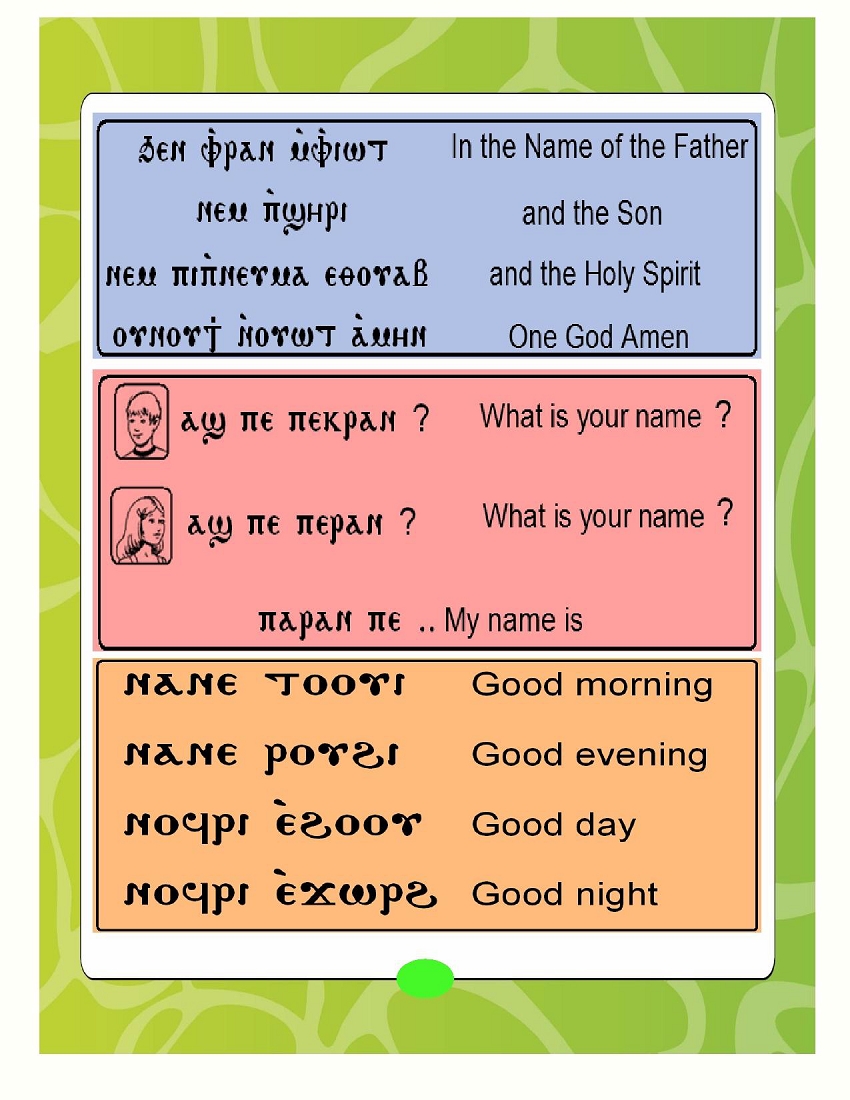 ϧⲉⲛ ⲫ̀ⲣⲁⲛ ⲙ̀ⲫ̀ⲓⲱⲧ In the Name of the Father
ⲛⲉⲙ ⲡ̀ϣⲏⲣⲓ and the Son
ⲛⲉⲙ ⲡⲓⲡ̀ⲛⲉⲩⲙⲁ ⲉⲑⲟⲩⲁⲃ and the Holy Spirit
ⲟⲩⲛⲟⲩϯ ⲛ̀ⲟⲩⲱⲧ ⲁ̀ⲙⲏⲛ One God Amen
ⲁϣ ⲡⲉ ⲡⲉⲕⲣⲁⲛ ? What is your name ?
ⲁϣ ⲡⲉ ⲡⲉⲣⲁⲛ ? What is your name ?
ⲡⲁⲣⲁⲛ ⲡⲉ .. My name is
ⲛⲁⲛⲉ ⲧⲟⲟⲩⲓ Good morning
ⲛⲁⲛⲉ ⲣⲟⲩϩⲓ Good evening
ⲛⲟϥⲣⲓ ⲉ̀ϩⲟⲟⲩ Good day
ⲛⲟϥⲣⲓ ⲉ̀ϫⲱⲣϩ Good night